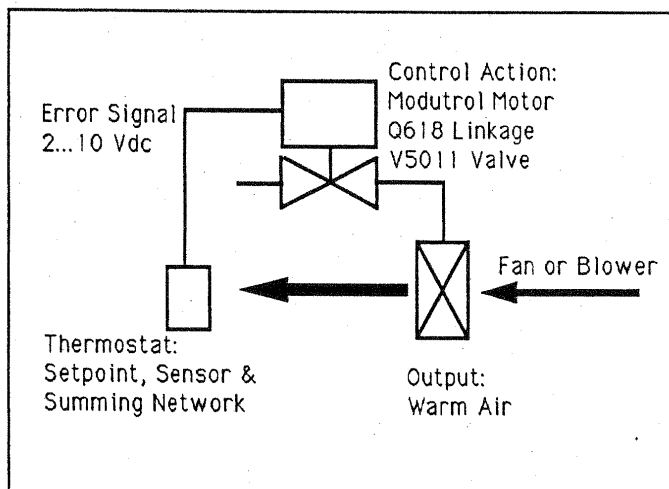 Control Action:
Modutrol Motor
Q618 Linkage
V5011 Valve
Error Signal
2...10 Vdc
Fan or Blower
Thermostat:
Setpoint, Sensor &
Summing Network
Output:
Warm Air